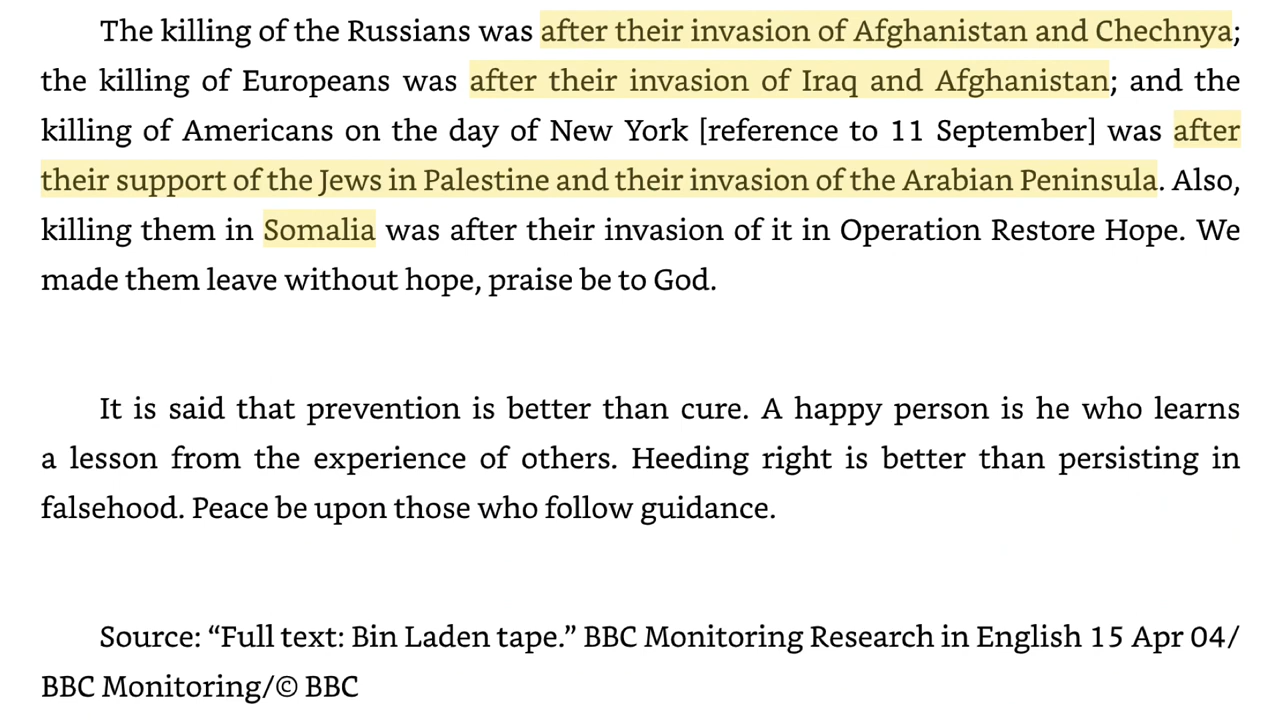 The killing of the Russians was after their invasion of Afghanistan and Chechnya;
the killing of Europeans was after their invasion of Iraq and Afghanistan; and the
killing of Americans on the day of New York [reference to 11 September] was after
their support of the Jews in Palestine and their invasion of the Arabian Peninsula. Also,
killing them in Somalia was after their invasion of it in Operation Restore Hope. We
made them leave without hope, praise be to God.
It is said that prevention is better than cure. A happy person is he who learns
a lesson from the experience of others. Heeding right is better than persisting in
falsehood. Peace be upon those who follow guidance.
Source: “Full text: Bin Laden tape.” BBC Monitoring Research in English 15 Apr 04/
BBC Monitoring/© BBC